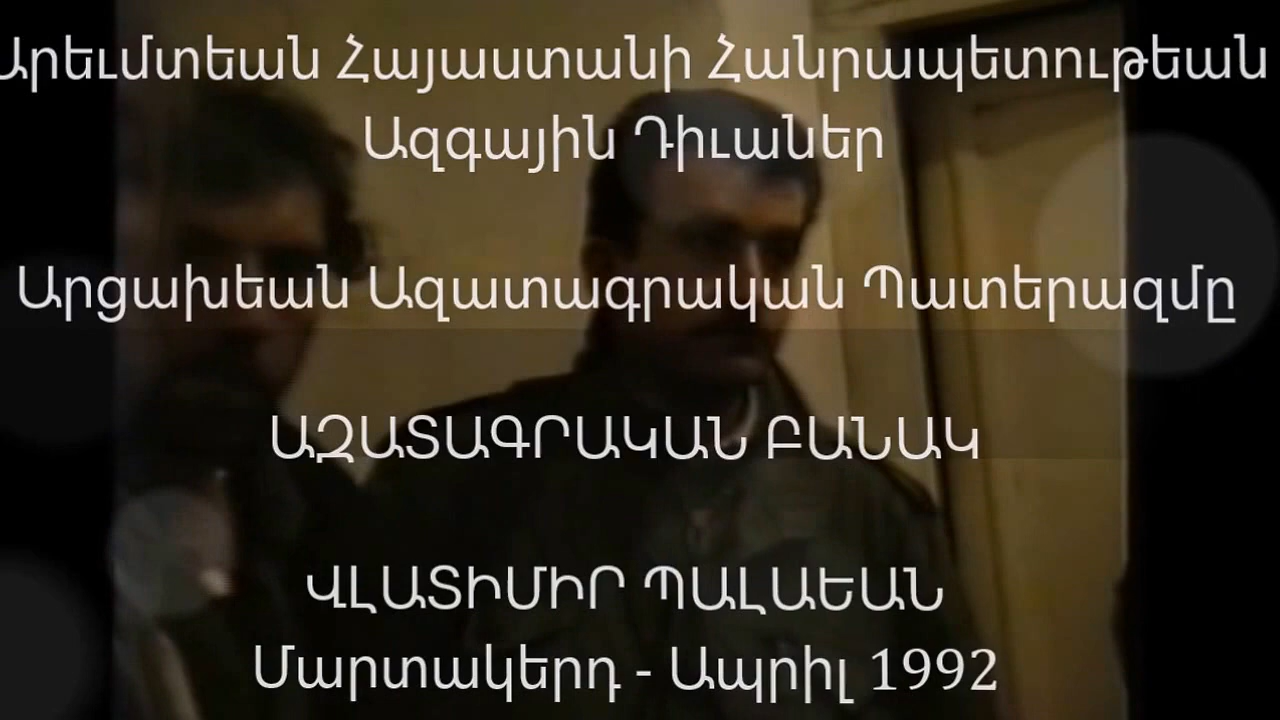 Արեւմտեան Հայաստանի Հանրապետութեան
Ազգային Դիւաներ
Արցախեան Ազատագրական Պատերազմը
ԱԶԱՏԱԳՐԱԿԱՆ ԲԱՆԱԿ
ՎԼԱՏԻՄԻՐ ՊԱԼԱԵԱՆ
Մարտակերդ - Ապրիլ 1992